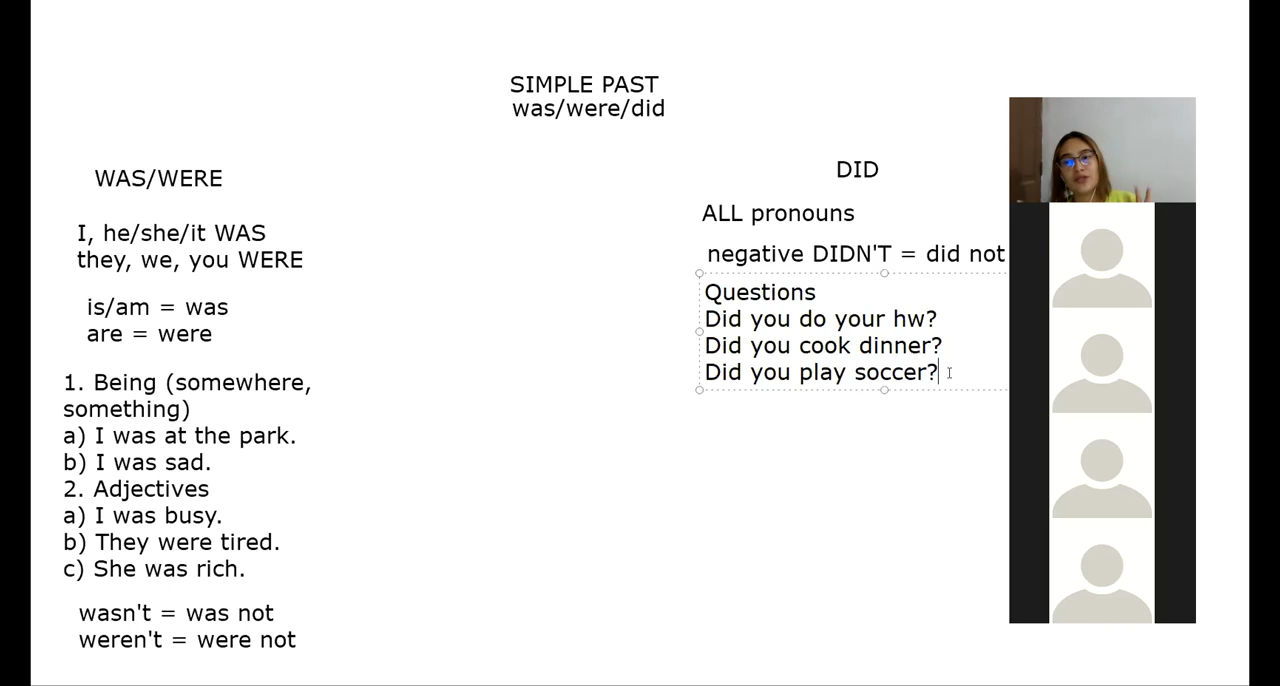 SIMPLE PAST
was/were/did
WAS/WERE
I, he/she/it WAS
they, we, you WERE
is/am = was
are = were
1. Being (somewhere,
something)
a) I was at the park.
b) I was sad.
2. Adjectives
a) I was busy.
b) They were tired.
c) She was rich.
wasn't = was not
weren't = were not
DID
ALL pronouns
negative DIDN'T = did not
Questions
Did you do your hw?
Did you cook dinner?
Did you play soccer?